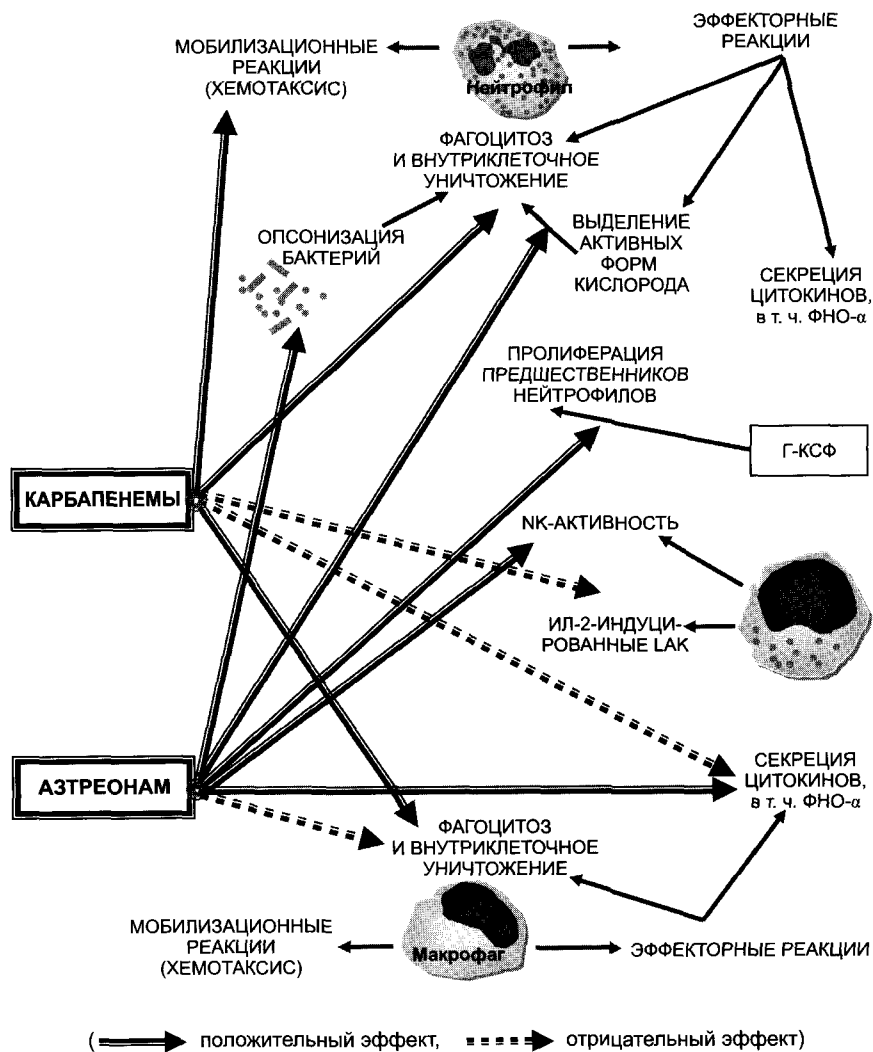 МОБИЛИЗАЦИОННЫЕ
РЕАКЦИИ
(ХЕМОТАКСИС)
Нейтрофил
ЭФФЕКТОРНЫЕ
РЕАКЦИИ
ФАГОЦИТОЗ
И ВНУТРИКЛЕТОЧНОЕ
УНИЧТОЖЕНИЕ
ОПСОНИЗАЦИЯ
БАКТЕРИЙ
ВЫДЕЛЕНИЕ
АКТИВНЫХ
ФОРМ
КИСЛОРОДА
СЕКРЕЦИЯ
ЦИТОКИНОВ,
в т. ч. ФНО-α
ПРОЛИФЕРАЦИЯ
ПРЕДШЕСТВЕННИКОВ
НЕЙТРОФИЛОВ
Г-КСФ
КАРБАПЕНЕМЫ
NK-АКТИВНОСТЬ
ИЛ-2-ИНДУЦИ-
РОВАННЫЕ LAK
АЗТРЕОНАМ
СЕКРЕЦИЯ
ЦИТОКИНОВ,
в т. ч. ФНО-α
ФАГОЦИТОЗ
И ВНУТРИКЛЕТОЧНОЕ
УНИЧТОЖЕНИЕ
МОБИЛИЗАЦИОННЫЕ
РЕАКЦИИ
(ХЕМОТАКСИС)
Макрофаг
ЭФФЕКТОРНЫЕ РЕАКЦИИ
( положительный эффект, отрицательный эффект)